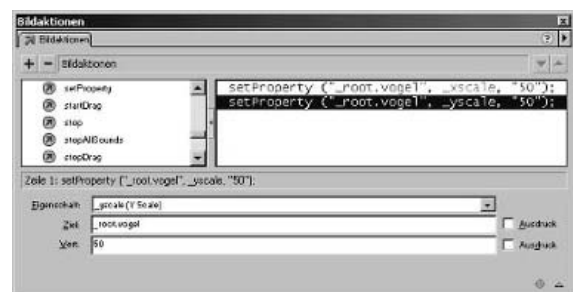 Bildaktionen
Bildaktionen
Bildaktionen
setProperty
startDrag
stop
stopAllSounds
stopDrag
setProperty ("_root.vogel", _xscale, "50");
setProperty ("_root.vogel", _yscale, "50");
Zeile 1: setProperty ("_root.vogel", _yscale, "50");
Eigenschaft: _yscale (Y Scale)
Ziel: _root.vogel Ausdruck
Wert: 50 Ausdruck